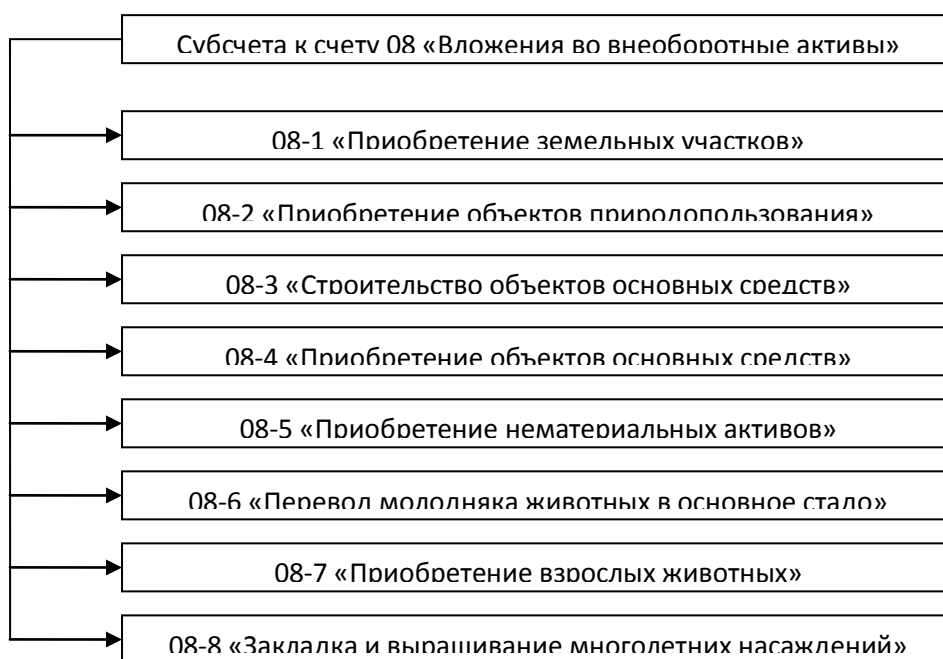 Субсчета к счету 08 «Вложения во внеоборотные активы»
08-1 «Приобретение земельных участков»
08-2 «Приобретение объектов природопользования»
08-3 «Строительство объектов основных средств»
08-4 «Приобретение объектов основных средств»
08-5 «Приобретение нематериальных активов»
08-6 «Перевод молодняка животных в основное стадо»
08-7 «Приобретение взрослых животных»
08-8 «Закладка и выращивание многолетних насаждений»